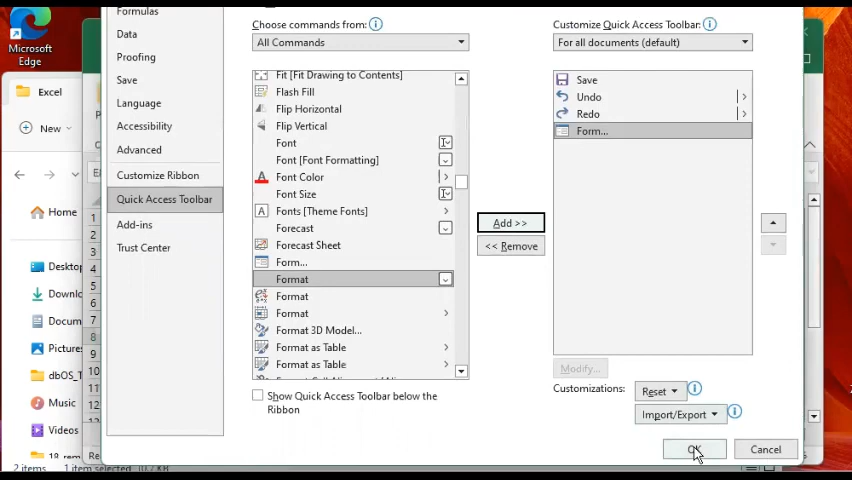 Microsoft
Edge
Excel
New
Home
Desktop
Downlo
Docum
Pictures
dbOS_T
Music
Videos
18_rem
2 items
1 item selected
10.2 KB
1
2
3
4
5
6
7
8
9
10
11
12
Formulas
Data
Proofing
Save
Language
Accessibility
Advanced
Customize Ribbon
Quick Access Toolbar
Add-ins
Trust Center
Choose commands from:
All Commands
Fit [Fit Drawing to Contents]
Flash Fill
Flip Horizontal
Flip Vertical
Font
Font [Font Formatting]
Font Color
Font Size
Fonts [Theme Fonts]
Forecast
Forecast Sheet
Form...
Format
Format
Format
Format 3D Model...
Format as Table
Format as Table
Show Quick Access Toolbar below the
Ribbon
Add >>
<< Remove
Customize Quick Access Toolbar:
For all documents (default)
Save
Undo
Redo
Form...
Modify...
Customizations:
Reset
Import/Export
OK
Cancel